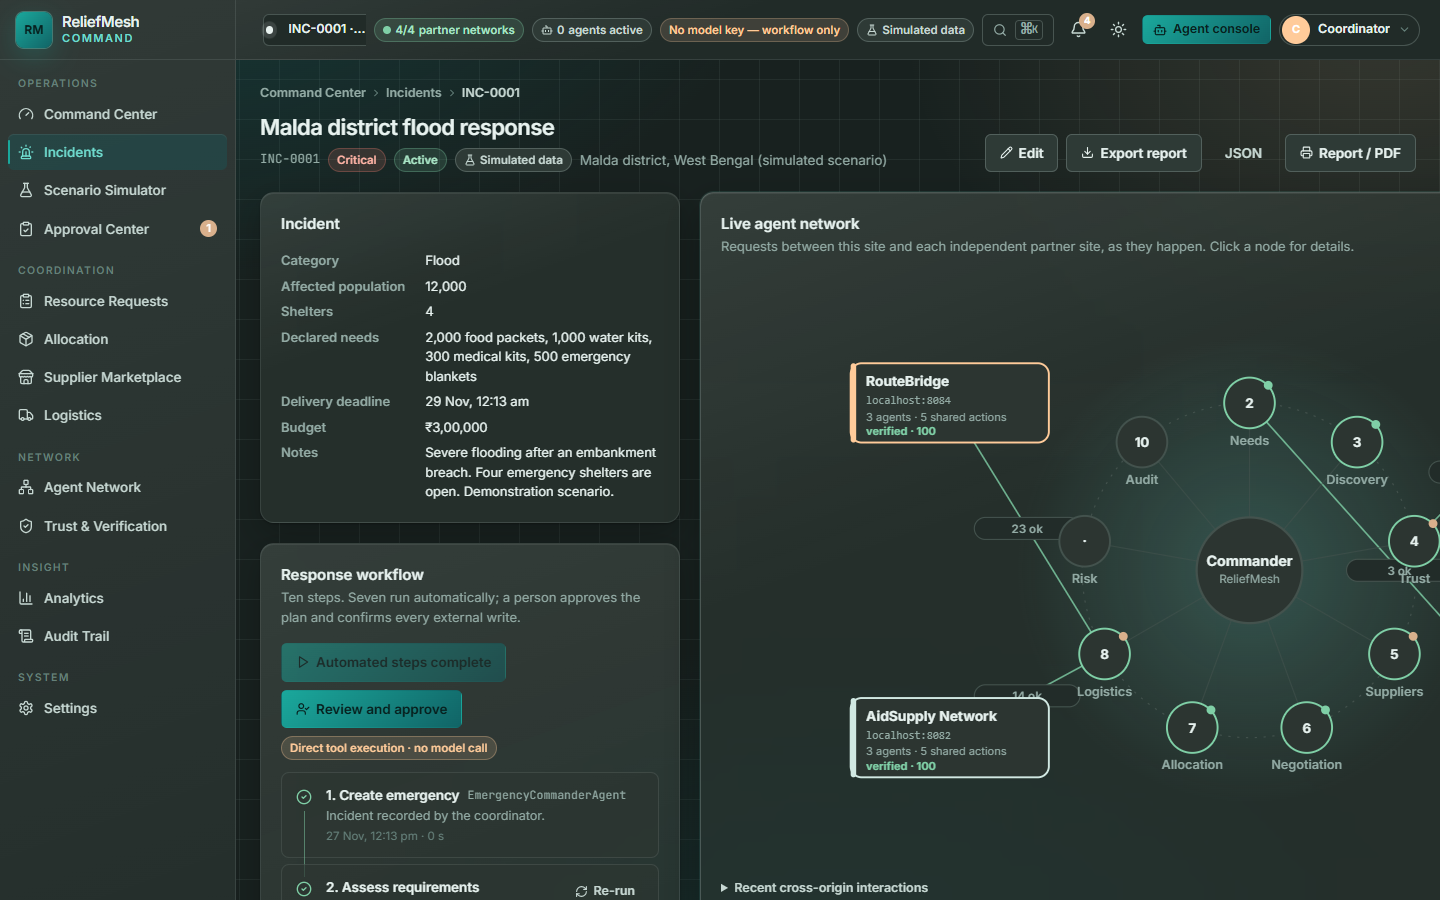 RM
ReliefMesh
COMMAND
INC-0001 ·...
4/4 partner networks
0 agents active
No model key — workflow only
Simulated data
⌘K
4
Agent console
C
Coordinator
OPERATIONS
Command Center
Incidents
Scenario Simulator
Approval Center
1
COORDINATION
Resource Requests
Allocation
Supplier Marketplace
Logistics
NETWORK
Agent Network
Trust & Verification
INSIGHT
Analytics
Audit Trail
SYSTEM
Settings
Command Center › Incidents › INC-0001
Malda district flood response
INC-0001 Critical Active Simulated data Malda district, West Bengal (simulated scenario)
Edit
Export report
JSON
Report / PDF
Incident
Category Flood
Affected population 12,000
Shelters 4
Declared needs 2,000 food packets, 1,000 water kits,
300 medical kits, 500 emergency
blankets
Delivery deadline 29 Nov, 12:13 am
Budget ₹3,00,000
Notes Severe flooding after an embankment
breach. Four emergency shelters are
open. Demonstration scenario.
Response workflow
Ten steps. Seven run automatically; a person approves the
plan and confirms every external write.
Automated steps complete
Review and approve
Direct tool execution · no model call
1. Create emergency EmergencyCommanderAgent
Incident recorded by the coordinator.
27 Nov, 12:13 pm · 0 s
2. Assess requirements
Re-run
Live agent network
Requests between this site and each independent partner site, as they happen. Click a node for details.
RouteBridge
localhost:8084
3 agents · 5 shared actions
verified · 100
2
Needs
10
Audit
3
Discovery
23 ok
·
Risk
Commander
ReliefMesh
4
3 ok
Trust
8
Logistics
5
Suppliers
14 ok
AidSupply Network
localhost:8082
3 agents · 5 shared actions
verified · 100
7
Allocation
6
Negotiation
Recent cross-origin interactions